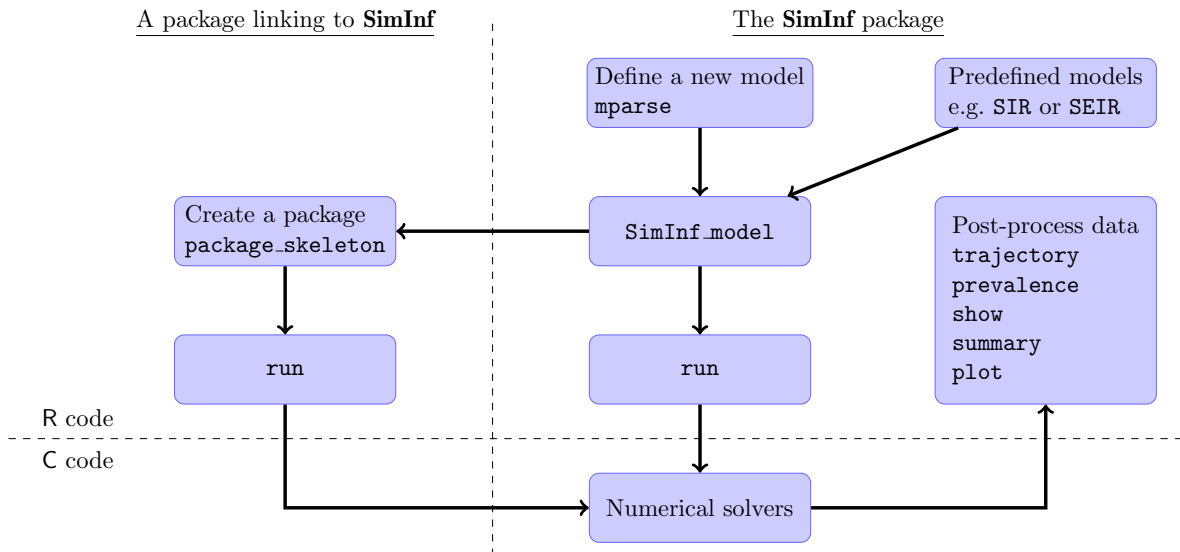 A package linking to SimInf
The SimInf package
Define a new model
mparse
Predefined models
e.g. SIR or SEIR
Create a package
package_skeleton
SimInf_model
Post-process data
trajectory
prevalence
show
summary
plot
run
run
R code
C code
Numerical solvers